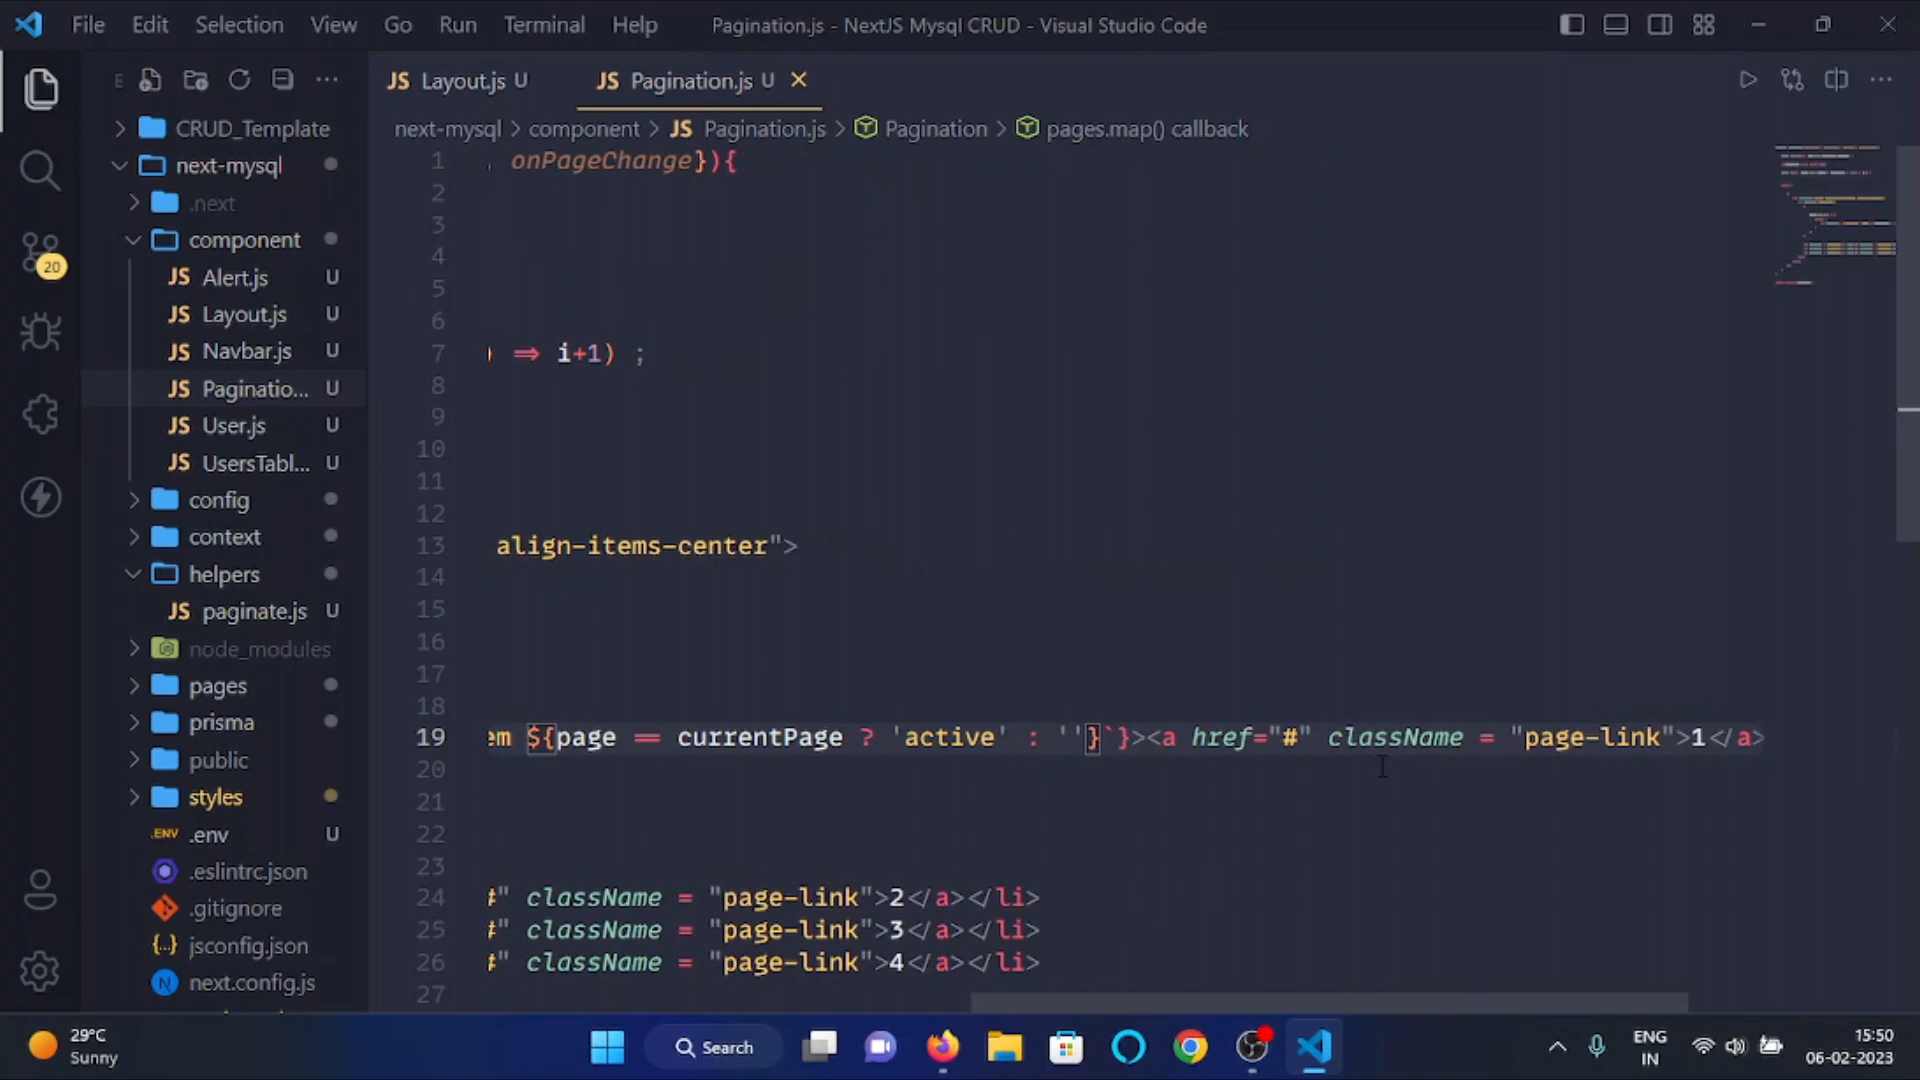 File Edit Selection View Go Run Terminal Help Pagination.js - NextJS Mysql CRUD - Visual Studio Code
E
JS Layout.js U JS Pagination.js U
next-mysql > component > JS Pagination.js > Pagination > pages.map() callback
CRUD_Template
next-mysql
.next
component
JS Alert.js U
JS Layout.js U
JS Navbar.js U
JS Paginatio... U
JS User.js U
JS UsersTabl... U
config
context
helpers
JS paginate.js U
node_modules
pages
prisma
public
styles
.ENV .env U
.eslintrc.json
.gitignore
{..} jsconfig.json
N next.config.js
20
1 , onPageChange}){
2
3
4
5
6
7 ) => i+1) ;
8
9
10
11
12
13 align-items-center">
14
15
16
17
18
19 em ${page == currentPage ? 'active' : ''}`}><a href="#" className = "page-link">1</a>
20
21
22
23
24 #" className = "page-link">2</a></li>
25 #" className = "page-link">3</a></li>
26 #" className = "page-link">4</a></li>
27
29°C
Sunny
Search
ENG
IN
15:50
06-02-2023